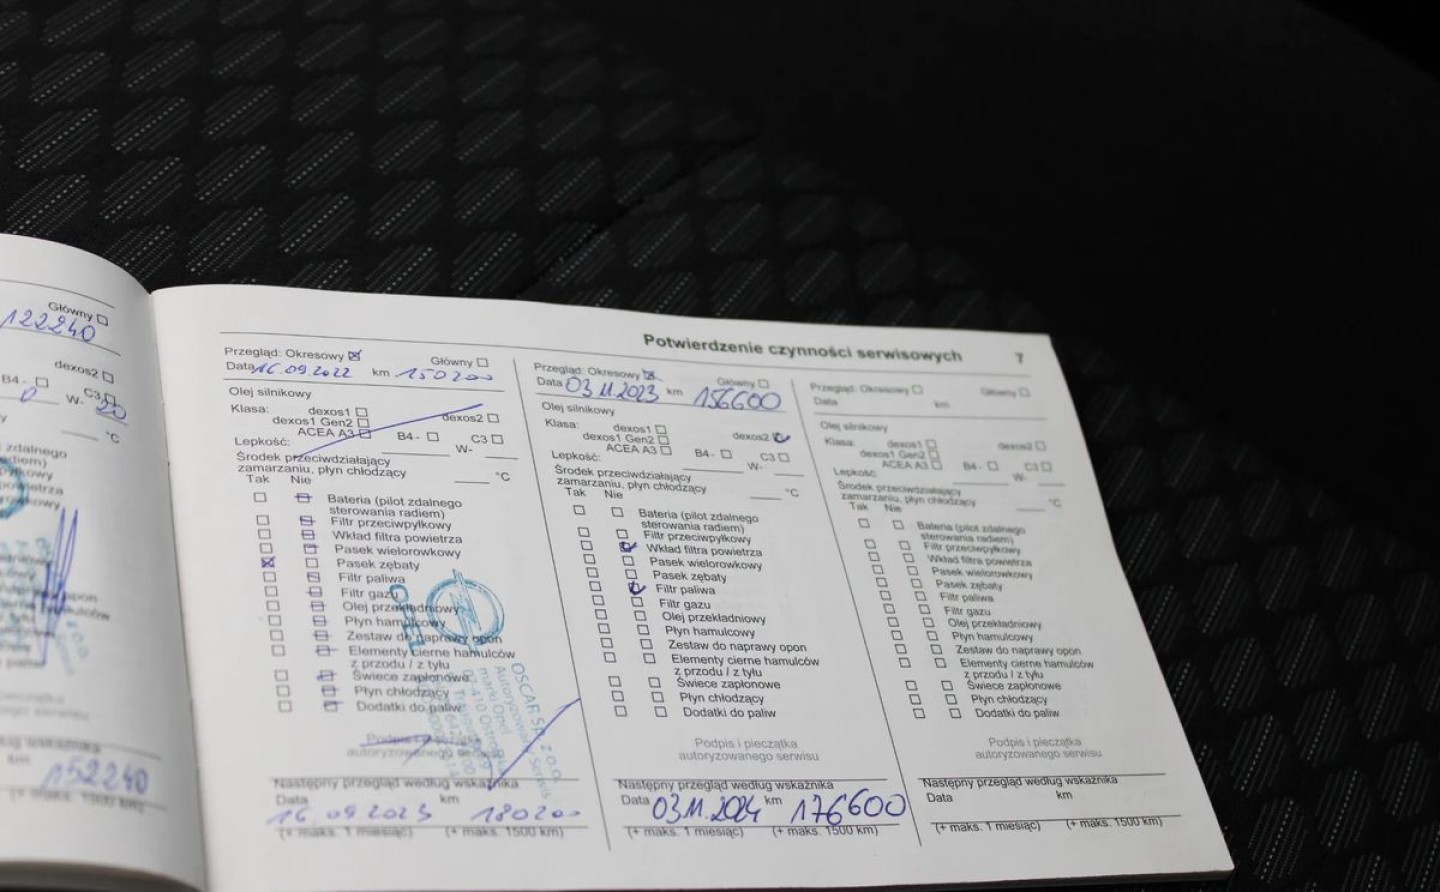 Główny
122240
dexos2
B4 - C3
W- 20
°C
zdalnego
km
152240
Potwierdzenie czynności serwisowych 7
Przegląd: Okresowy Główny
Data 16.09.2022 km 150200
Olej silnikowy
Klasa: dexos1 dexos2
dexos1 Gen2
ACEA A3 B4 - C3
Lepkość: W-
Środek przeciwdziałający
zamarzaniu, płyn chłodzący °C
Tak Nie
Bateria (pilot zdalnego
sterowania radiem)
Filtr przeciwpyłkowy
Wkład filtra powietrza
Pasek wielorowkowy
Pasek zębaty
Filtr paliwa
Filtr gazu
Olej przekładniowy
Płyn hamulcowy
Zestaw do naprawy opon
Elementy cierne hamulców
z przodu / z tyłu
Świece zapłonowe
Płyn chłodzący
Dodatki do paliw
OSCAR Sp. z o.o.
Podpis i pieczątka
autoryzowanego serwisu
Następny przegląd według wskaźnika
Data km
16.09.2023 180200
(+ maks. 1 miesiąc) (+ maks. 1500 km)
Przegląd: Okresowy Główny
Data 03.11.2023 km 156600
Olej silnikowy
Klasa: dexos1 dexos2
dexos1 Gen2
ACEA A3 B4 - C3
Lepkość: W-
Środek przeciwdziałający
zamarzaniu, płyn chłodzący °C
Tak Nie
Bateria (pilot zdalnego
sterowania radiem)
Filtr przeciwpyłkowy
Wkład filtra powietrza
Pasek wielorowkowy
Pasek zębaty
Filtr paliwa
Filtr gazu
Olej przekładniowy
Płyn hamulcowy
Zestaw do naprawy opon
Elementy cierne hamulców
z przodu / z tyłu
Świece zapłonowe
Płyn chłodzący
Dodatki do paliw
Podpis i pieczątka
autoryzowanego serwisu
Następny przegląd według wskaźnika
Data 03.11.2024 km 176600
(+ maks. 1 miesiąc) (+ maks. 1500 km)
Przegląd: Okresowy Główny
Data km
Olej silnikowy
Klasa: dexos1 dexos2
dexos1 Gen2
ACEA A3 B4 - C3
Lepkość: W-
Środek przeciwdziałający
zamarzaniu, płyn chłodzący °C
Tak Nie
Bateria (pilot zdalnego
sterowania radiem)
Filtr przeciwpyłkowy
Wkład filtra powietrza
Pasek wielorowkowy
Pasek zębaty
Filtr paliwa
Filtr gazu
Olej przekładniowy
Płyn hamulcowy
Zestaw do naprawy opon
Elementy cierne hamulców
z przodu / z tyłu
Świece zapłonowe
Płyn chłodzący
Dodatki do paliw
Podpis i pieczątka
autoryzowanego serwisu
Następny przegląd według wskaźnika
Data km
(+ maks. 1 miesiąc) (+ maks. 1500 km)